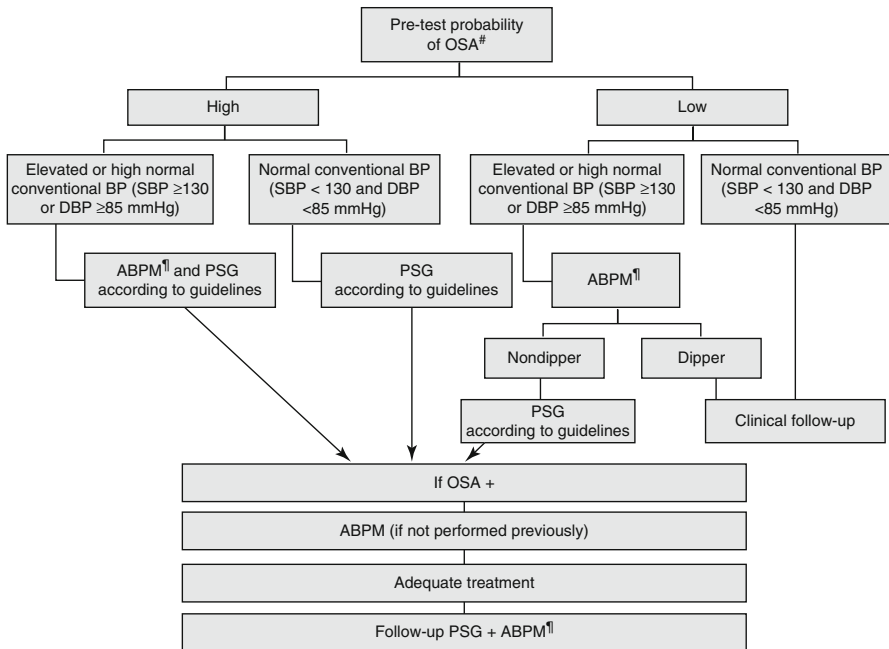 Pre-test probability
of OSA#
High
Low
Elevated or high normal
conventional BP (SBP ≥130
or DBP ≥85 mmHg)
Normal conventional BP
(SBP < 130 and DBP
<85 mmHg)
Elevated or high normal
conventional BP (SBP ≥130
or DBP ≥85 mmHg)
Normal conventional BP
(SBP < 130 and DBP
<85 mmHg)
ABPM¶ and PSG
according to guidelines
PSG
according to guidelines
ABPM¶
Nondipper
Dipper
PSG
according to guidelines
Clinical follow-up
If OSA +
ABPM (if not performed previously)
Adequate treatment
Follow-up PSG + ABPM¶